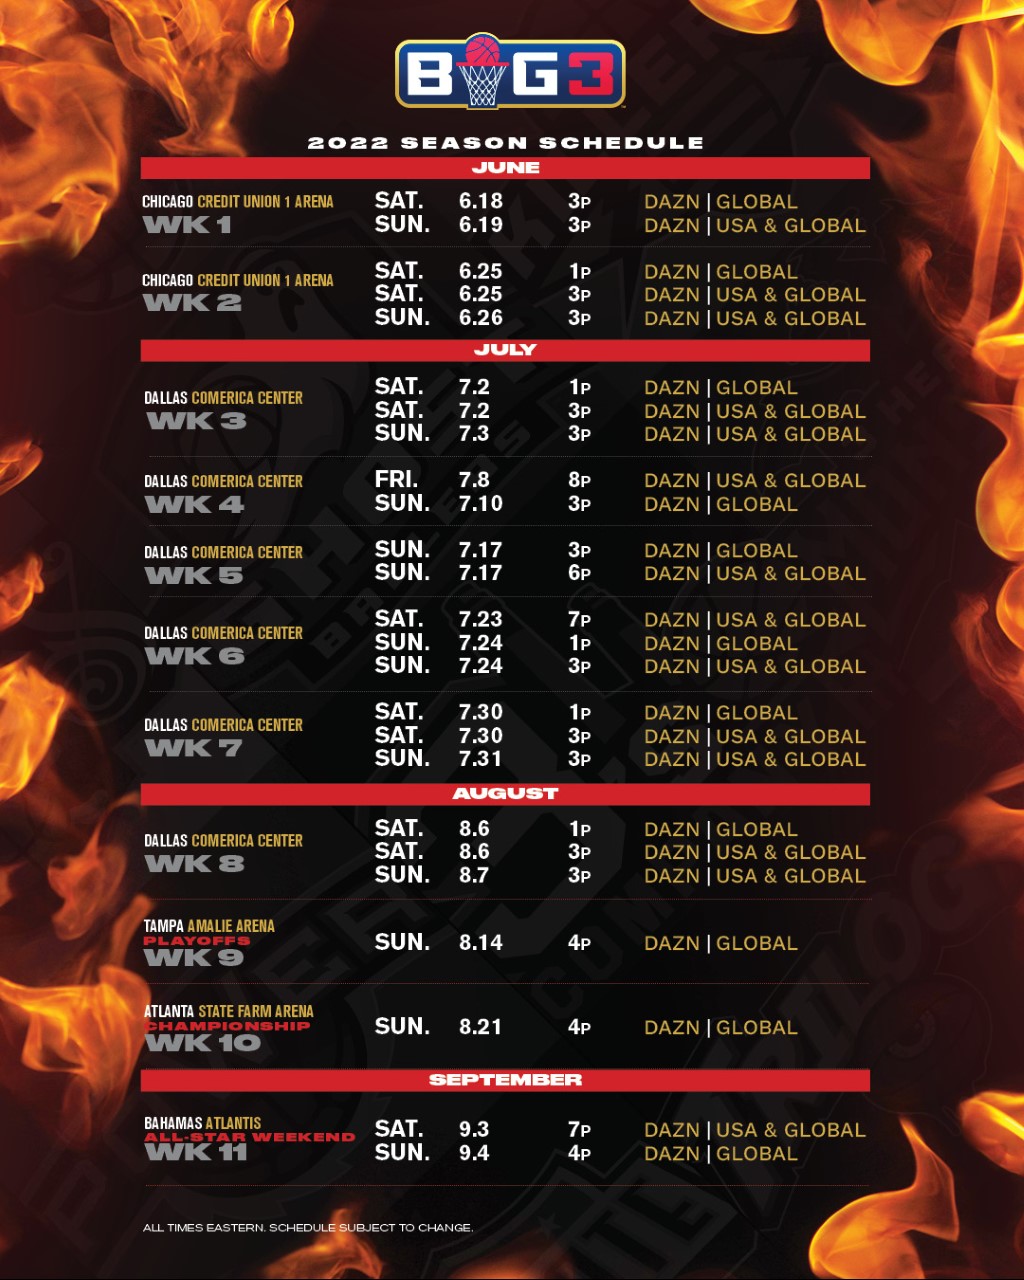 BIG3
2022 SEASON SCHEDULE
JUNE
CHICAGO CREDIT UNION 1 ARENA
WK 1
SAT. 6.18 3P DAZN | GLOBAL
SUN. 6.19 3P DAZN | USA & GLOBAL
CHICAGO CREDIT UNION 1 ARENA
WK 2
SAT. 6.25 1P DAZN | GLOBAL
SAT. 6.25 3P DAZN | USA & GLOBAL
SUN. 6.26 3P DAZN | USA & GLOBAL
JULY
DALLAS COMERICA CENTER
WK 3
SAT. 7.2 1P DAZN | GLOBAL
SAT. 7.2 3P DAZN | USA & GLOBAL
SUN. 7.3 3P DAZN | USA & GLOBAL
DALLAS COMERICA CENTER
WK 4
FRI. 7.8 8P DAZN | USA & GLOBAL
SUN. 7.10 3P DAZN | GLOBAL
DALLAS COMERICA CENTER
WK 5
SUN. 7.17 3P DAZN | GLOBAL
SUN. 7.17 6P DAZN | USA & GLOBAL
DALLAS COMERICA CENTER
WK 6
SAT. 7.23 7P DAZN | USA & GLOBAL
SUN. 7.24 1P DAZN | GLOBAL
SUN. 7.24 3P DAZN | USA & GLOBAL
DALLAS COMERICA CENTER
WK 7
SAT. 7.30 1P DAZN | GLOBAL
SAT. 7.30 3P DAZN | USA & GLOBAL
SUN. 7.31 3P DAZN | USA & GLOBAL
AUGUST
DALLAS COMERICA CENTER
WK 8
SAT. 8.6 1P DAZN | GLOBAL
SAT. 8.6 3P DAZN | USA & GLOBAL
SUN. 8.7 3P DAZN | USA & GLOBAL
TAMPA AMALIE ARENA
PLAYOFFS
WK 9
SUN. 8.14 4P DAZN | GLOBAL
ATLANTA STATE FARM ARENA
CHAMPIONSHIP
WK 10
SUN. 8.21 4P DAZN | GLOBAL
SEPTEMBER
BAHAMAS ATLANTIS
ALL-STAR WEEKEND
WK 11
SAT. 9.3 7P DAZN | USA & GLOBAL
SUN. 9.4 4P DAZN | GLOBAL
ALL TIMES EASTERN. SCHEDULE SUBJECT TO CHANGE.